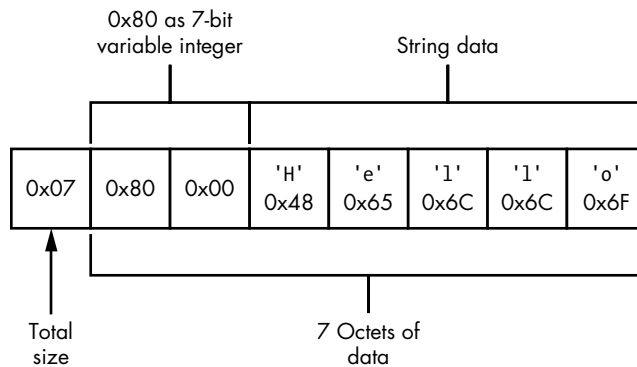 0x80 as 7-bit
variable integer
String data
0x07
0x80
0x00
'H'
0x48
'e'
0x65
'l'
0x6C
'l'
0x6C
'o'
0x6F
Total
size
7 Octets of
data